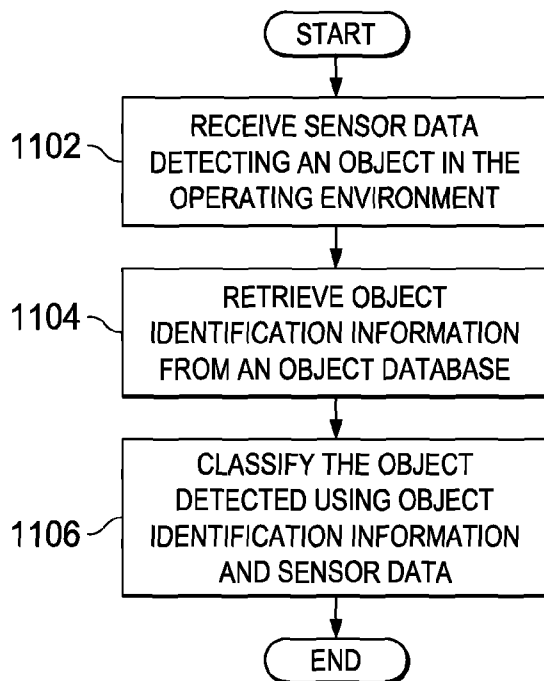 START
1102
RECEIVE SENSOR DATA
DETECTING AN OBJECT IN THE
OPERATING ENVIRONMENT
1104
RETRIEVE OBJECT
IDENTIFICATION INFORMATION
FROM AN OBJECT DATABASE
1106
CLASSIFY THE OBJECT
DETECTED USING OBJECT
IDENTIFICATION INFORMATION
AND SENSOR DATA
END